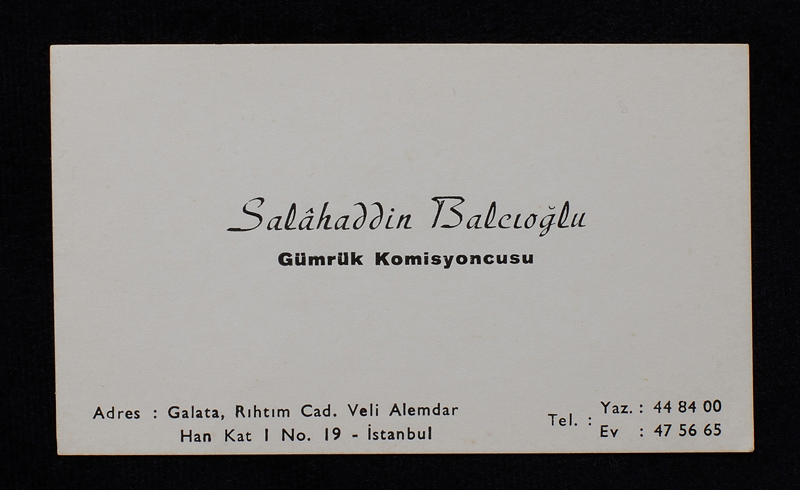 Salâhaddin Balcıoğlu
Gümrük Komisyoncusu
Adres : Galata, Rıhtım Cad. Veli Alemdar
Han Kat 1 No. 19 - İstanbul
Tel. : Yaz. : 44 84 00
Ev : 47 56 65